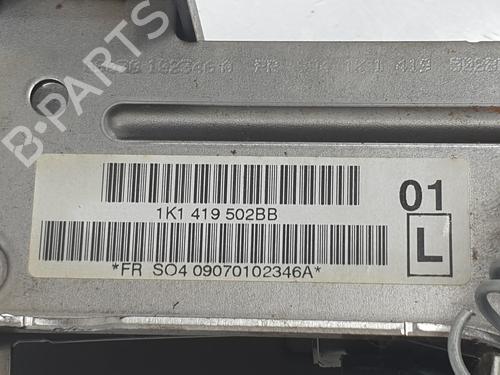 1K1 419 502BB
*FR SO4 09070102346A*
01
L
B-PARTS